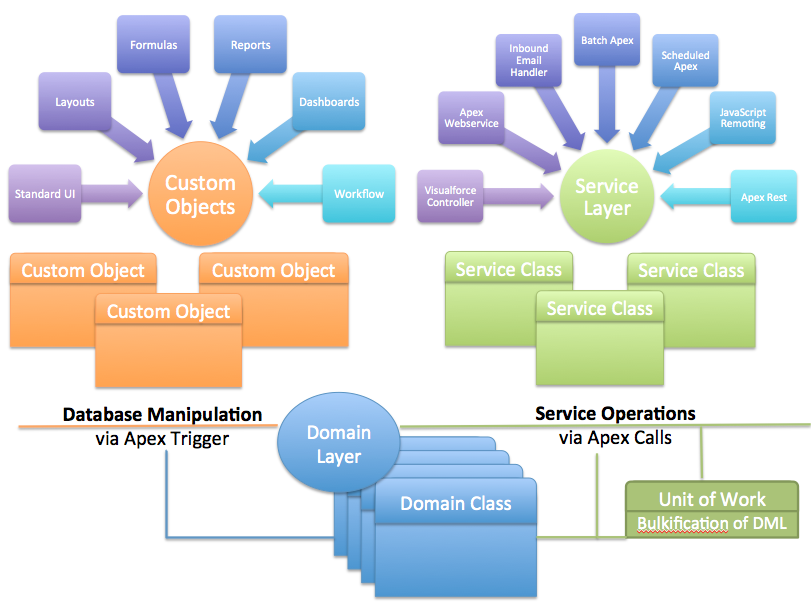 Formulas
Reports
Layouts
Dashboards
Standard UI
Custom
Objects
Workflow
Inbound
Email
Handler
Batch Apex
Scheduled
Apex
Apex
Webservice
JavaScript
Remoting
Visualforce
Controller
Service
Layer
Apex Rest
Custom Object
Custom Object
Custom Object
Service Class
Service Class
Service Class
Database Manipulation
via Apex Trigger
Domain
Layer
Service Operations
via Apex Calls
Domain Class
Unit of Work
Bulkification of DML